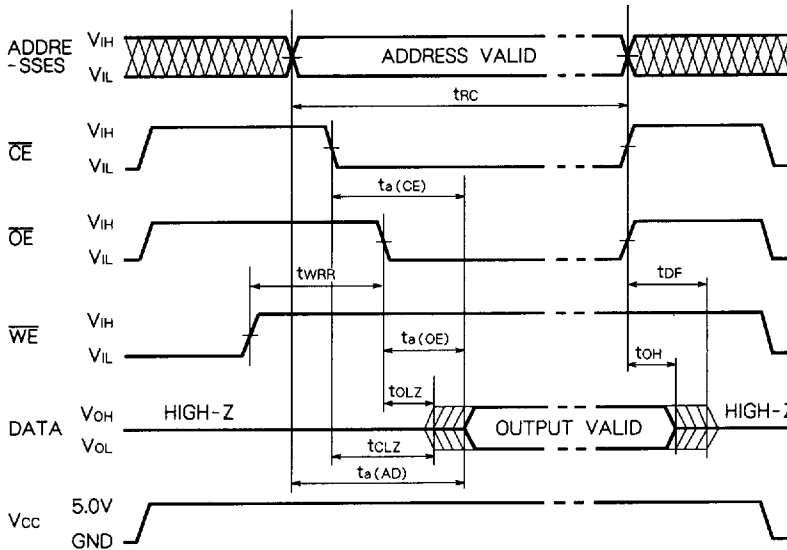 ADDRE
-SSES
VIH
VIL
ADDRESS VALID
tRC
CE
VIH
VIL
ta(CE)
OE
VIH
VIL
tWRR
tDF
WE
VIH
VIL
ta(OE)
tOH
tOLZ
DATA
VOH
VOL
HIGH-Z
OUTPUT VALID
HIGH-Z
tCLZ
ta(AD)
VCC
5.0V
GND